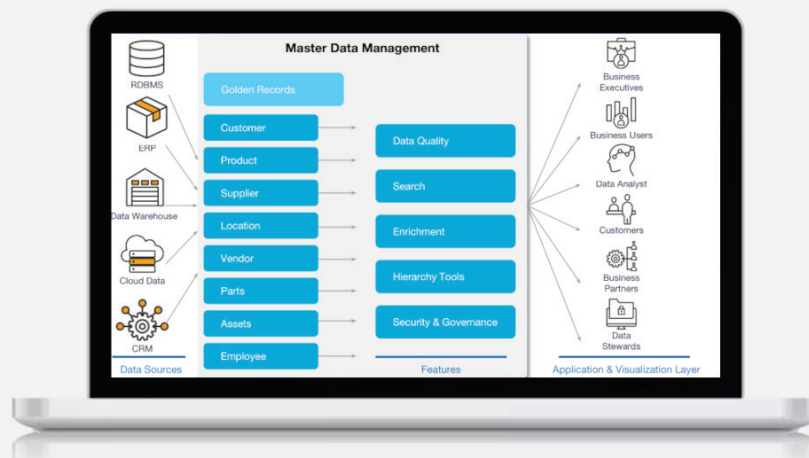 Master Data Management
RDBMS
ERP
Data Warehouse
Cloud Data
CRM
Data Sources
Golden Records
Customer
Product
Supplier
Location
Vendor
Parts
Assets
Employee
Data Quality
Search
Enrichment
Hierarchy Tools
Security & Governance
Features
Business
Executives
Business Users
Data Analyst
Customers
Business
Partners
Data
Stewards
Application & Visualization Layer